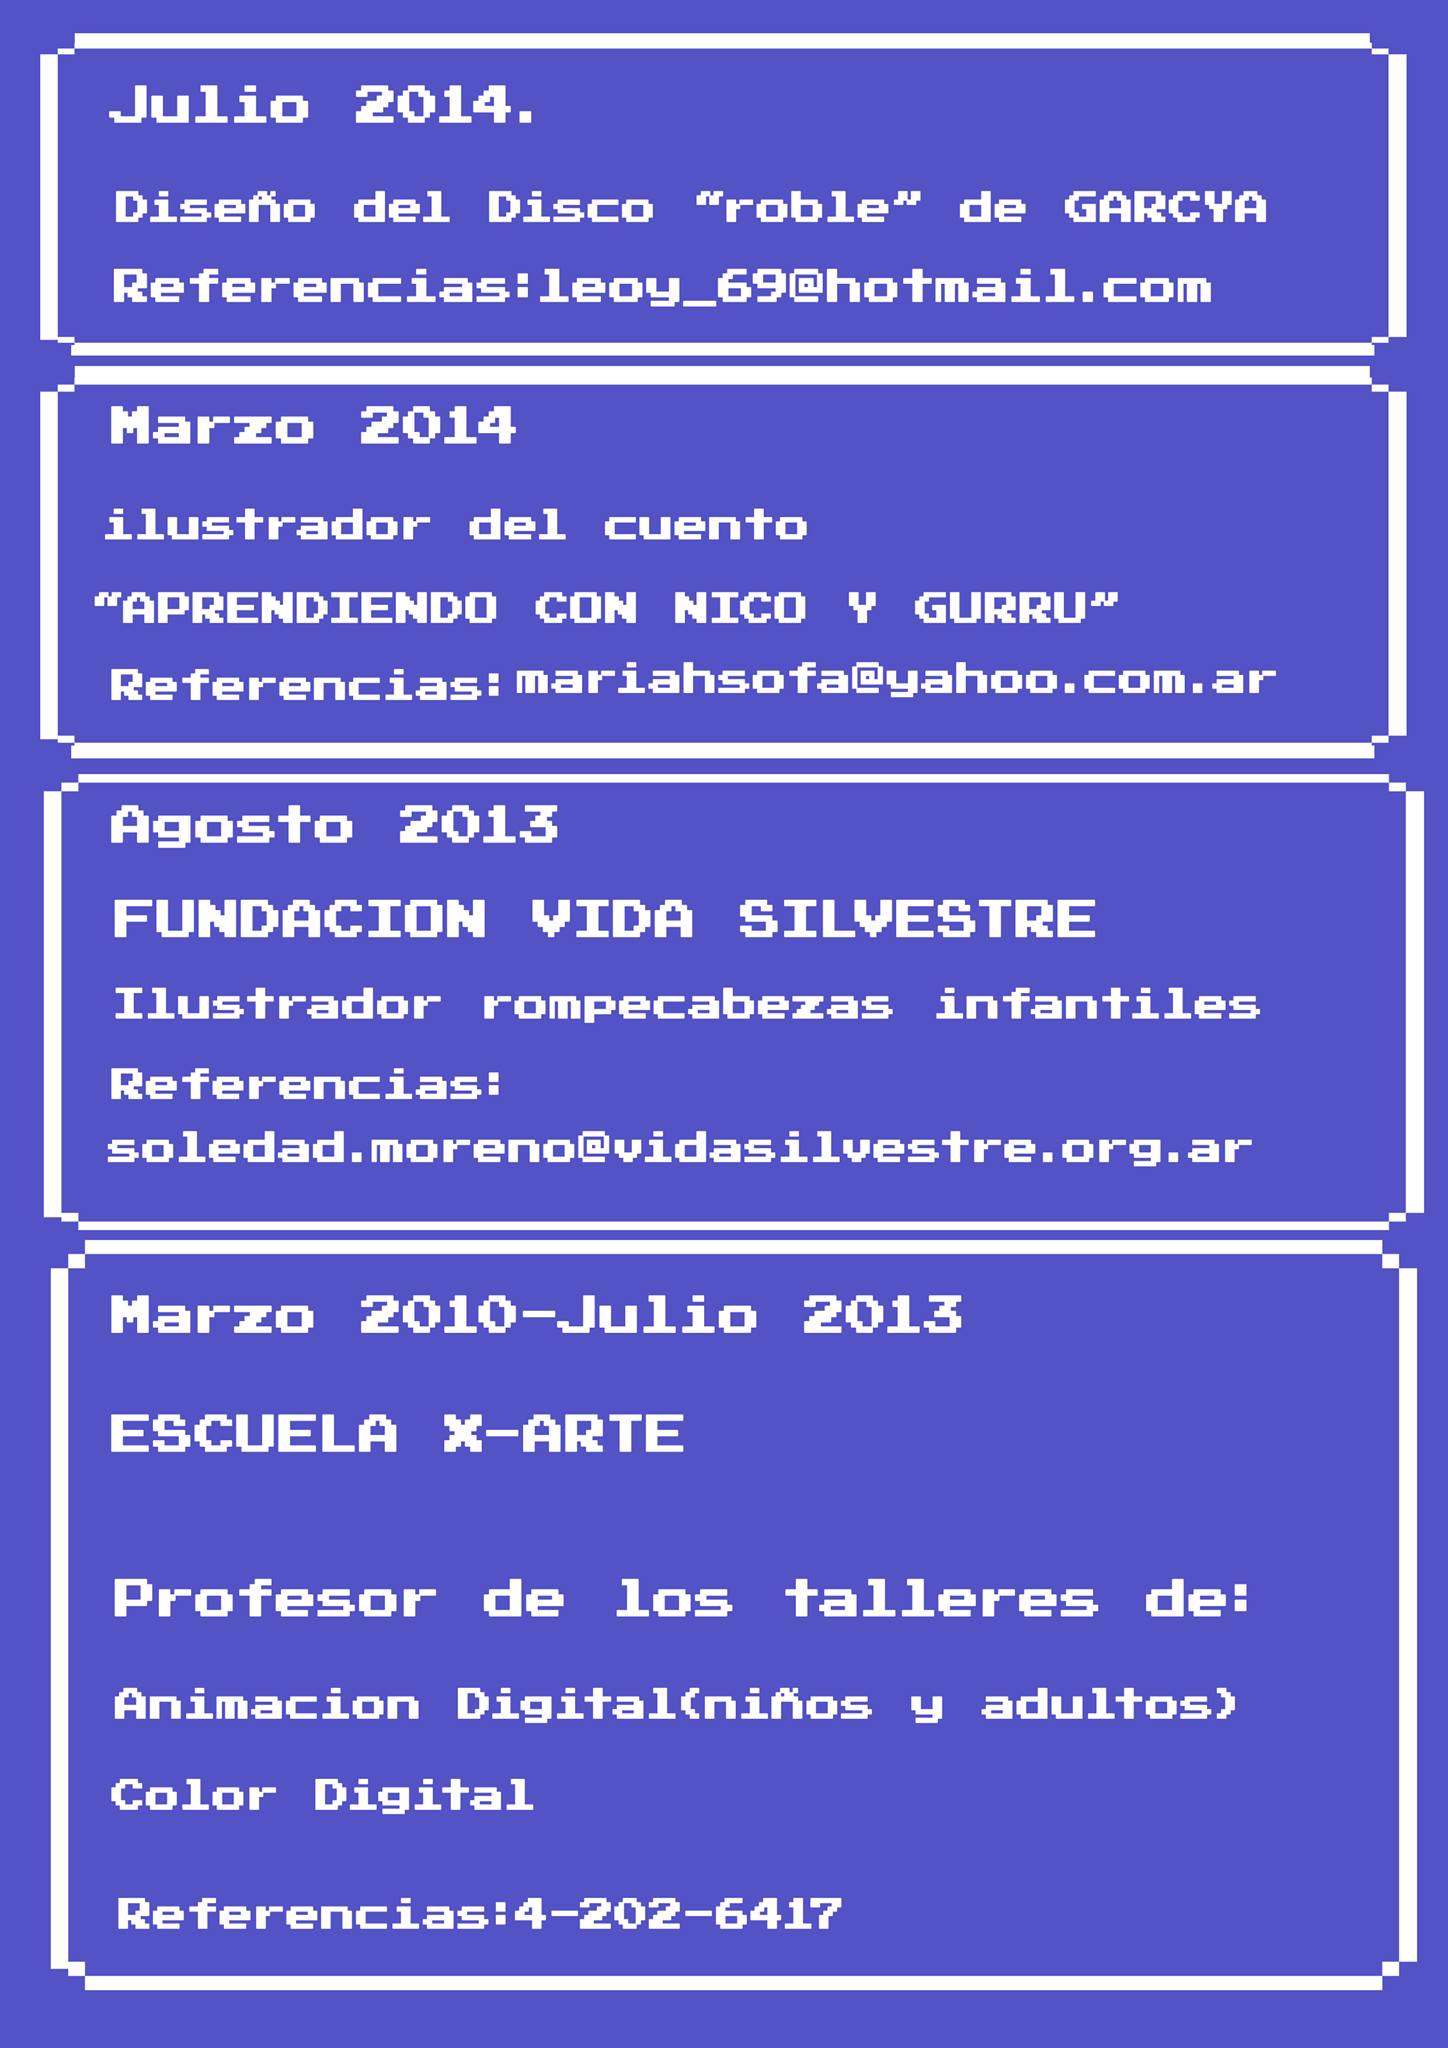 Julio 2014.
Diseño del Disco "roble" de GARCYA
Referencias:leoy_69@hotmail.com
Marzo 2014
ilustrador del cuento
"APRENDIENDO CON NICO Y GURRU"
Referencias:mariahsofa@yahoo.com.ar
Agosto 2013
FUNDACION VIDA SILVESTRE
Ilustrador rompecabezas infantiles
Referencias:
soledad.moreno@vidasilvestre.org.ar
Marzo 2010-Julio 2013
ESCUELA X-ARTE
Profesor de los talleres de:
Animacion Digital(niños y adultos)
Color Digital
Referencias:4-202-6417